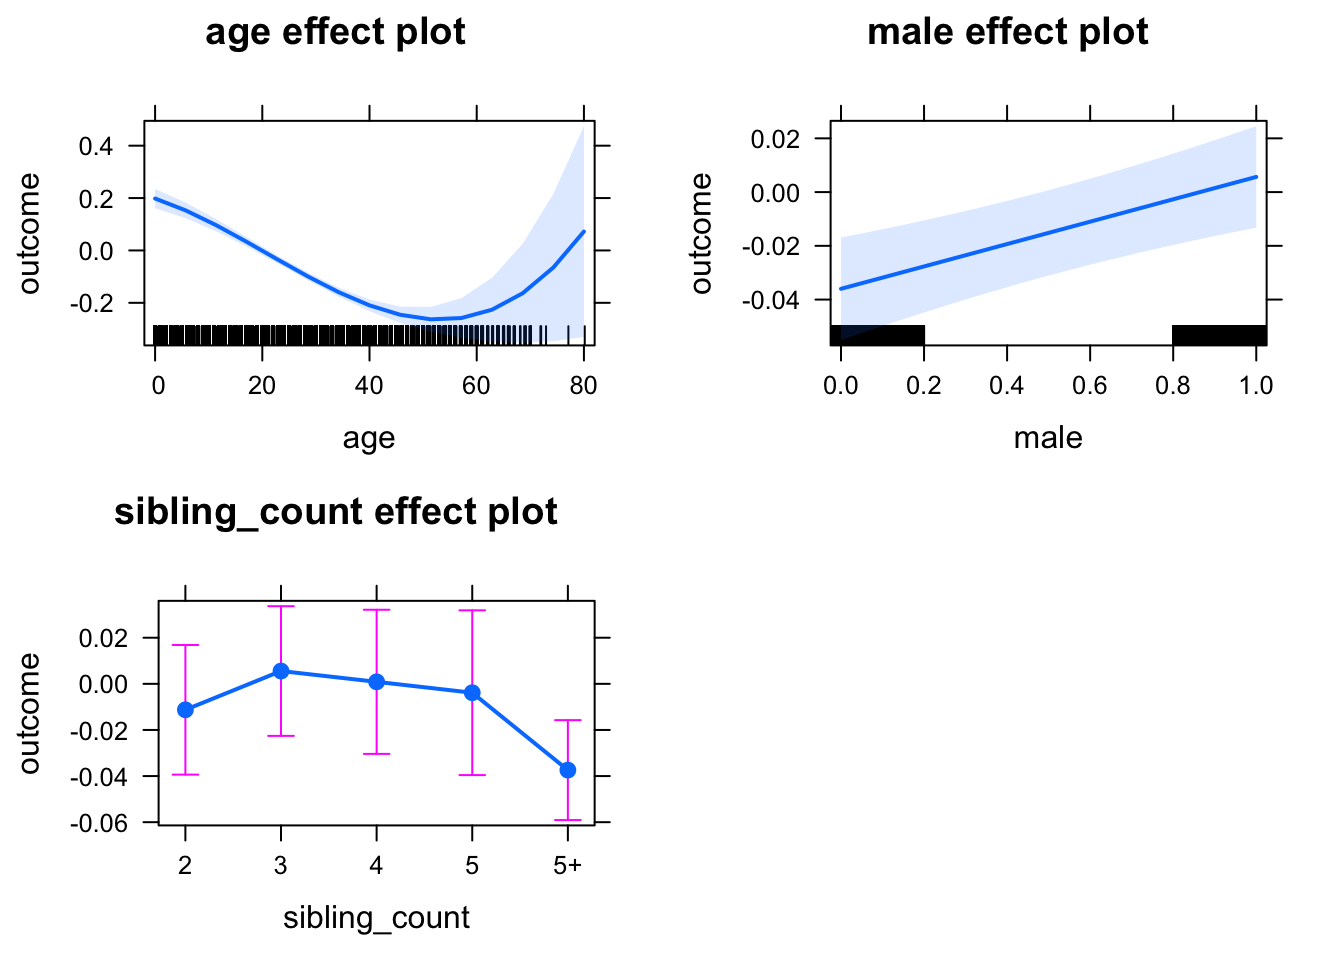 age effect plot
outcome
0.4
0.2
0.0
-0.2
0 20 40 60 80
age
male effect plot
outcome
0.02
0.00
-0.02
-0.04
0.0 0.2 0.4 0.6 0.8 1.0
male
sibling_count effect plot
outcome
0.02
0.00
-0.02
-0.04
-0.06
2 3 4 5 5+
sibling_count